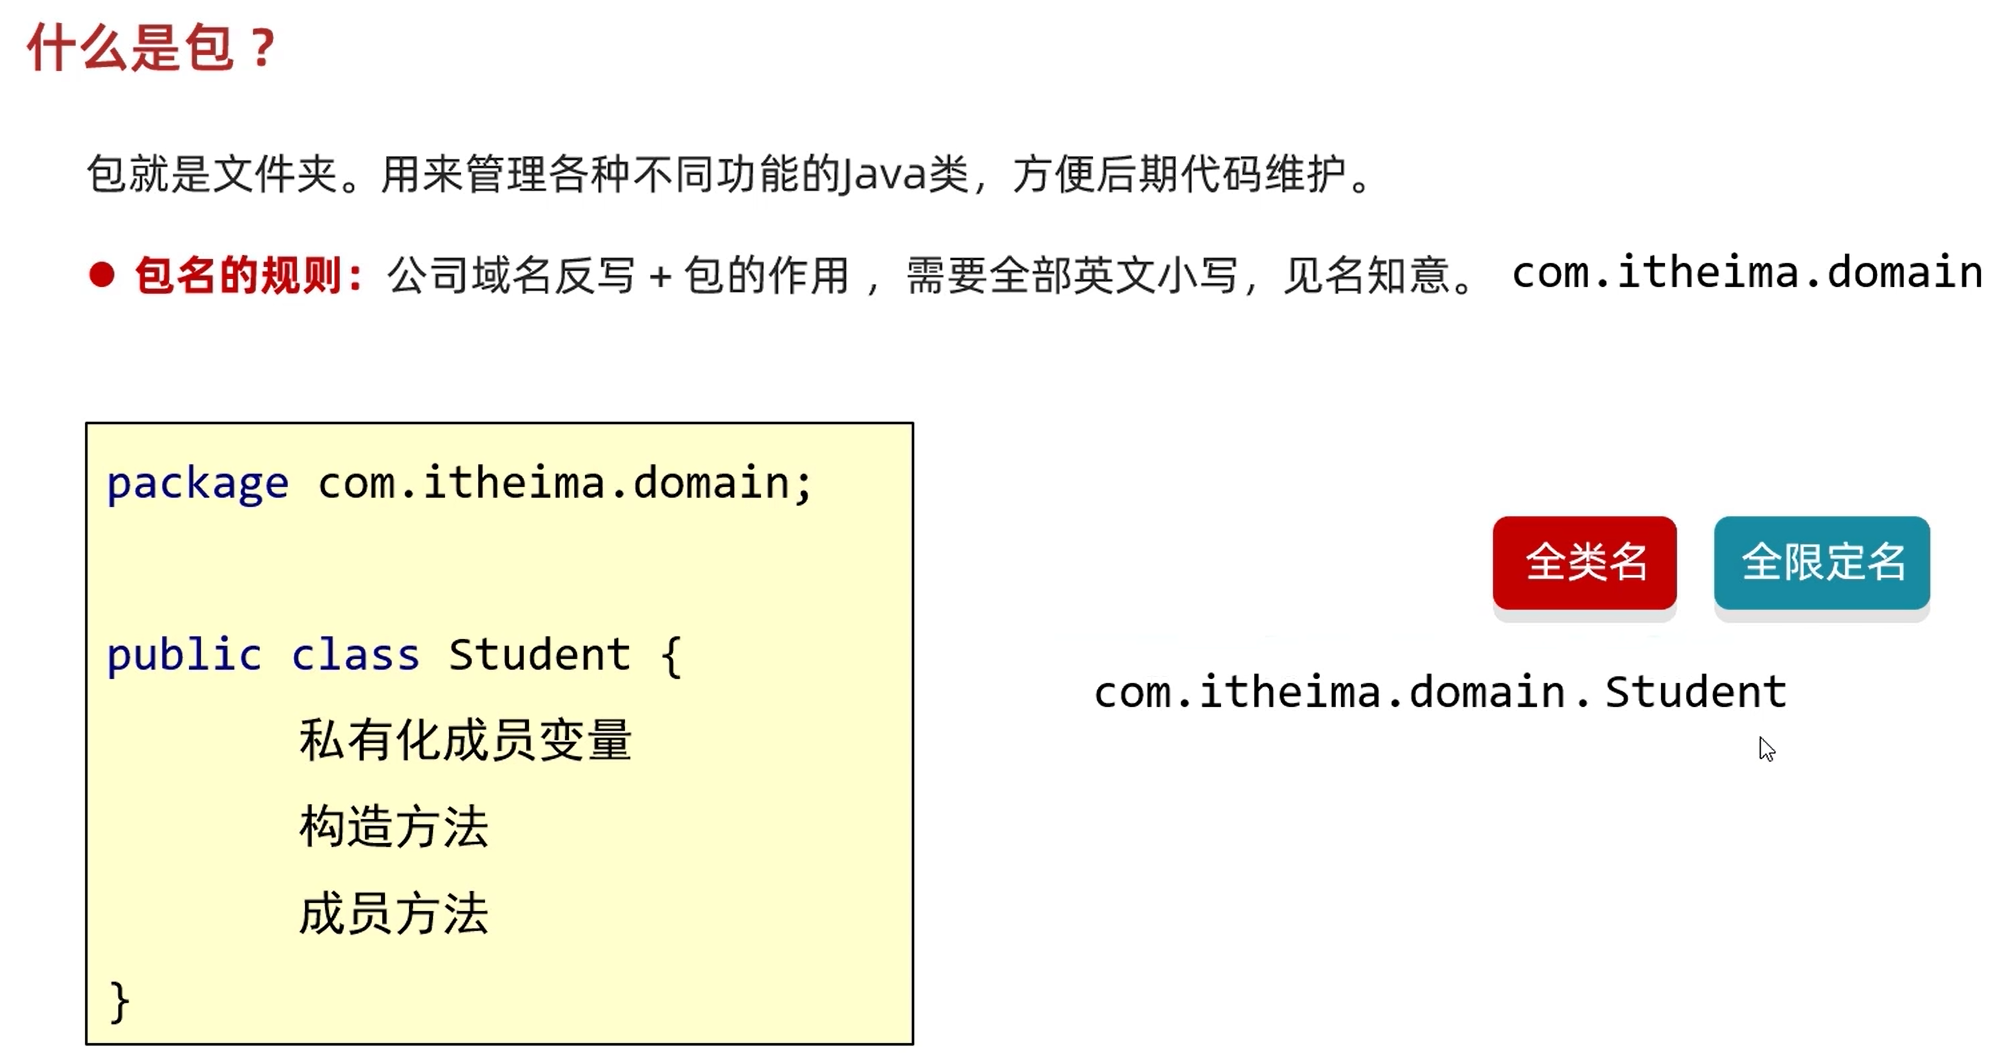 什么是包？
包就是文件夹。用来管理各种不同功能的Java类，方便后期代码维护。
● 包名的规则：公司域名反写 + 包的作用 ，需要全部英文小写，见名知意。 com.itheima.domain
package com.itheima.domain;
public class Student {
私有化成员变量
构造方法
成员方法
}
全类名 全限定名
com.itheima.domain.Student